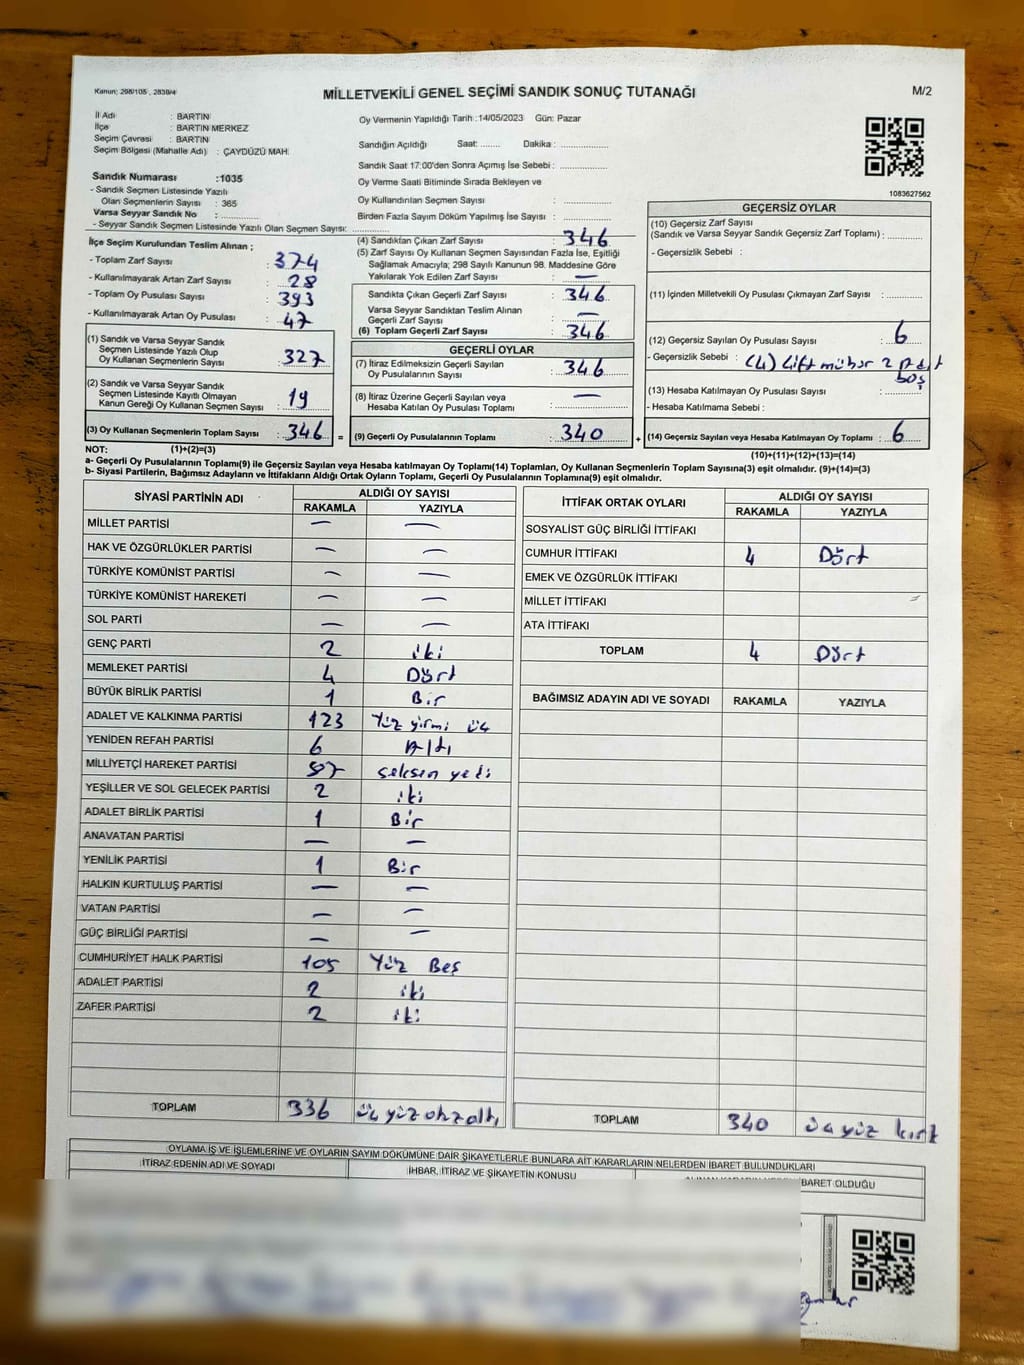 Kanun: 298/105 , 2839/4
MİLLETVEKİLİ GENEL SEÇİMİ SANDIK SONUÇ TUTANAĞI
M/2
İl Adı : BARTIN
İlçe : BARTIN MERKEZ
Seçim Çevresi : BARTIN
Seçim Bölgesi (Mahalle Adı) : ÇAYDÜZÜ MAH.
Sandık Numarası :1035
- Sandık Seçmen Listesinde Yazılı
Olan Seçmenlerin Sayısı : 365
Varsa Seyyar Sandık No :
- Seyyar Sandık Seçmen Listesinde Yazılı Olan Seçmen Sayısı:
Oy Vermenin Yapıldığı Tarih :14/05/2023 Gün: Pazar
Sandığın Açıldığı Saat: Dakika :
Sandık Saat 17:00'den Sonra Açımış İse Sebebi :
Oy Verme Saati Bitiminde Sırada Bekleyen ve
Oy Kullandırılan Seçmen Sayısı :
Birden Fazla Sayım Döküm Yapılmış İse Sayısı :
1083627562
İlçe Seçim Kurulundan Teslim Alınan ;
- Toplam Zarf Sayısı : 374
- Kullanılmayarak Artan Zarf Sayısı : 28
- Toplam Oy Pusulası Sayısı : 393
- Kullanılmayarak Artan Oy Pusulası : 47
(1) Sandık ve Varsa Seyyar Sandık
Seçmen Listesinde Yazılı Olup
Oy Kullanan Seçmenlerin Sayısı : 327
(2) Sandık ve Varsa Seyyar Sandık
Seçmen Listesinde Kayıtlı Olmayan
Kanun Gereği Oy Kullanan Seçmen Sayısı : 19
(3) Oy Kullanan Seçmenlerin Toplam Sayısı : 346 =
(4) Sandıktan Çıkan Zarf Sayısı : 346
(5) Zarf Sayısı Oy Kullanan Seçmen Sayısından Fazla İse, Eşitliği
Sağlamak Amacıyla; 298 Sayılı Kanunun 98. Maddesine Göre
Yakılarak Yok Edilen Zarf Sayısı : —
Sandıkta Çıkan Geçerli Zarf Sayısı : 346
Varsa Seyyar Sandıktan Teslim Alınan
Geçerli Zarf Sayısı : —
(6) Toplam Geçerli Zarf Sayısı : 346
GEÇERLİ OYLAR
(7) İtiraz Edilmeksizin Geçerli Sayılan
Oy Pusulalarının Sayısı : 346
(8) İtiraz Üzerine Geçerli Sayılan veya
Hesaba Katılan Oy Pusulası Toplamı : —
(9) Geçerli Oy Pusulalarının Toplamı : 340 +
GEÇERSİZ OYLAR
(10) Geçersiz Zarf Sayısı
(Sandık ve Varsa Seyyar Sandık Geçersiz Zarf Toplamı) :
- Geçersizlik Sebebi :
(11) İçinden Milletvekili Oy Pusulası Çıkmayan Zarf Sayısı :
(12) Geçersiz Sayılan Oy Pusulası Sayısı : 6
- Geçersizlik Sebebi : (4) çift mühür 2 Adet
boş
(13) Hesaba Katılmayan Oy Pusulası Sayısı :
- Hesaba Katılmama Sebebi :
(14) Geçersiz Sayılan veya Hesaba Katılmayan Oy Toplamı : 6
NOT: (1)+(2)=(3)
(10)+(11)+(12)+(13)=(14)
a- Geçerli Oy Pusulalarının Toplamı(9) ile Geçersiz Sayılan veya Hesaba katılmayan Oy Toplamı(14) Toplamları, Oy Kullanan Seçmenlerin Toplam Sayısına(3) eşit olmalıdır. (9)+(14)=(3)
b- Siyasi Partilerin, Bağımsız Adayların ve İttifakların Aldığı Ortak Oyların Toplamı, Geçerli Oy Pusulalarının Toplamına(9) eşit olmalıdır.
SİYASİ PARTİNİN ADI ALDIĞI OY SAYISI
RAKAMLA YAZIYLA
MİLLET PARTİSİ — —
HAK VE ÖZGÜRLÜKLER PARTİSİ — —
TÜRKİYE KOMÜNİST PARTİSİ — —
TÜRKİYE KOMÜNİST HAREKETİ — —
SOL PARTİ — —
GENÇ PARTİ 2 iki
MEMLEKET PARTİSİ 4 Dört
BÜYÜK BİRLİK PARTİSİ 1 Bir
ADALET VE KALKINMA PARTİSİ 123 Yüz yirmi üç
YENİDEN REFAH PARTİSİ 6 Altı
MİLLİYETÇİ HAREKET PARTİSİ 87 seksen yedi
YEŞİLLER VE SOL GELECEK PARTİSİ 2 iki
ADALET BİRLİK PARTİSİ 1 Bir
ANAVATAN PARTİSİ — —
YENİLİK PARTİSİ 1 Bir
HALKIN KURTULUŞ PARTİSİ — —
VATAN PARTİSİ — —
GÜÇ BİRLİĞİ PARTİSİ — —
CUMHURİYET HALK PARTİSİ 105 Yüz Beş
ADALET PARTİSİ 2 iki
ZAFER PARTİSİ 2 iki
TOPLAM 336 üç yüz otuz altı
İTTİFAK ORTAK OYLARI ALDIĞI OY SAYISI
RAKAMLA YAZIYLA
SOSYALİST GÜÇ BİRLİĞİ İTTİFAKI
CUMHUR İTTİFAKI 4 Dört
EMEK VE ÖZGÜRLÜK İTTİFAKI
MİLLET İTTİFAKI
ATA İTTİFAKI
TOPLAM 4 Dört
BAĞIMSIZ ADAYIN ADI VE SOYADI RAKAMLA YAZIYLA
TOPLAM 340 üç yüz kırk
OYLAMA İŞ VE İŞLEMLERİNE VE OYLARIN SAYIM DÖKÜMÜNE DAİR ŞİKAYETLERLE BUNLARA AİT KARARLARIN NELERDEN İBARET BULUNDUKLARI
İTİRAZ EDENİN ADI VE SOYADI İHBAR, İTİRAZ VE ŞİKAYETİN KONUSU İBARET OLDUĞU